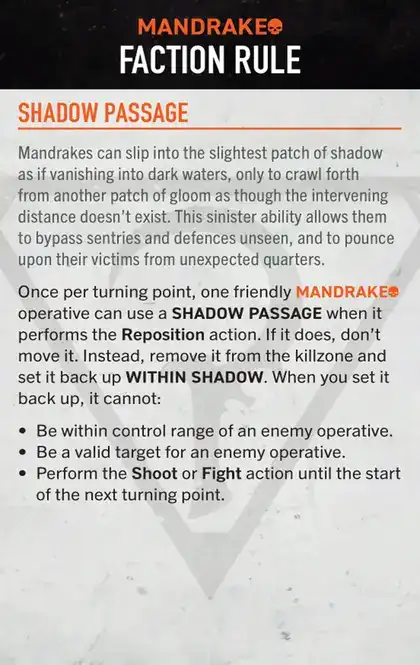 MANDRAKE
FACTION RULE
SHADOW PASSAGE
Mandrakes can slip into the slightest patch of shadow
as if vanishing into dark waters, only to crawl forth
from another patch of gloom as though the intervening
distance doesn’t exist. This sinister ability allows them
to bypass sentries and defences unseen, and to pounce
upon their victims from unexpected quarters.
Once per turning point, one friendly MANDRAKE
operative can use a SHADOW PASSAGE when it
performs the Reposition action. If it does, don’t
move it. Instead, remove it from the killzone and
set it back up WITHIN SHADOW. When you set it
back up, it cannot:
• Be within control range of an enemy operative.
• Be a valid target for an enemy operative.
• Perform the Shoot or Fight action until the start
of the next turning point.